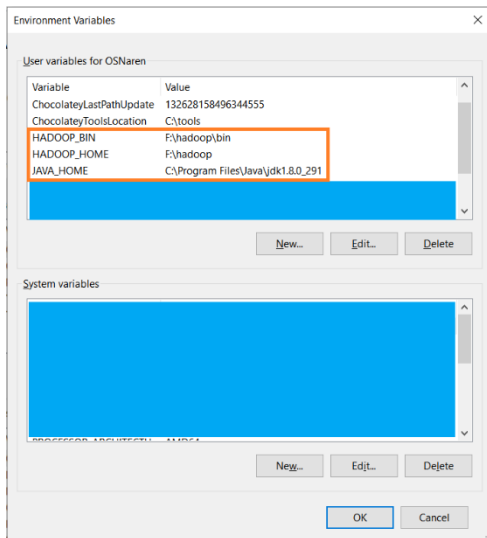 Environment Variables
User variables for OSNaren
Variable Value
ChocolateyLastPathUpdate 132628158496344555
ChocolateyToolsLocation C:\tools
HADOOP_BIN F:\hadoop\bin
HADOOP_HOME F:\hadoop
JAVA_HOME C:\Program Files\Java\jdk1.8.0_291
New... Edit... Delete
System variables
New... Edit... Delete
OK Cancel